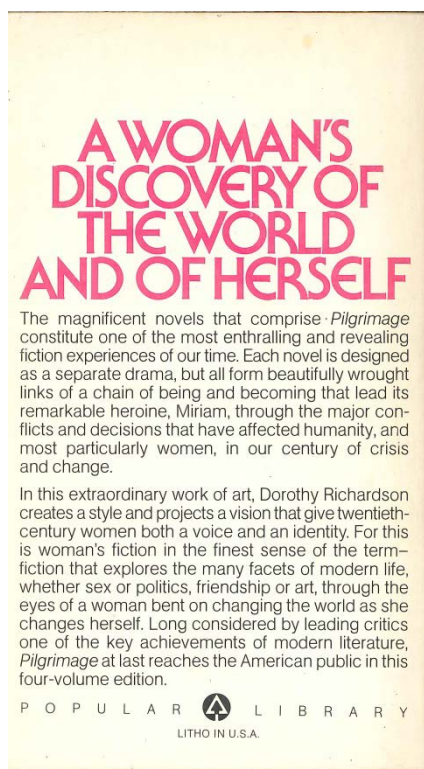 A WOMAN'S
DISCOVERY OF
THE WORLD
AND OF HERSELF
The magnificent novels that comprise Pilgrimage
constitute one of the most enthralling and revealing
fiction experiences of our time. Each novel is designed
as a separate drama, but all form beautifully wrought
links of a chain of being and becoming that lead its
remarkable heroine, Miriam, through the major con-
flicts and decisions that have affected humanity, and
most particularly women, in our century of crisis
and change.
In this extraordinary work of art, Dorothy Richardson
creates a style and projects a vision that give twentieth-
century women both a voice and an identity. For this
is woman's fiction in the finest sense of the term–
fiction that explores the many facets of modern life,
whether sex or politics, friendship or art, through the
eyes of a woman bent on changing the world as she
changes herself. Long considered by leading critics
one of the key achievements of modern literature,
Pilgrimage at last reaches the American public in this
four-volume edition.
POPULAR LIBRARY
LITHO IN U.S.A.